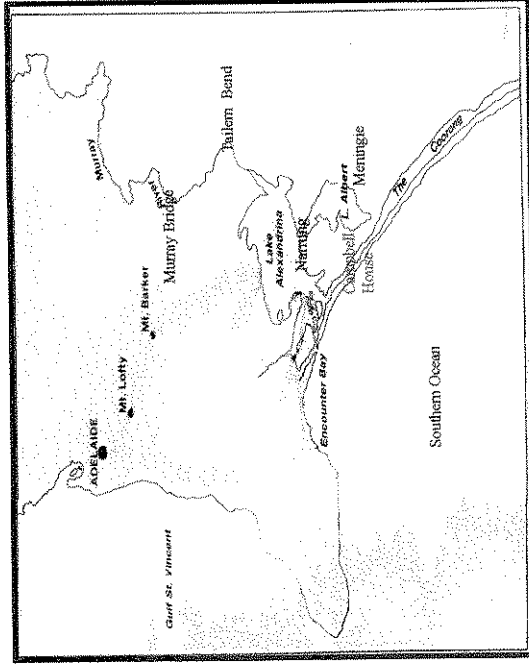 Murray
River
Tailem Bend
Murray Bridge
Mt. Barker
Mt. Lofty
ADELAIDE
Lake
Alexandrina
Narrung
L. Albert
Meningie
Campbell
House
The
Coorong
Encounter Bay
Gulf St. Vincent
Southern Ocean